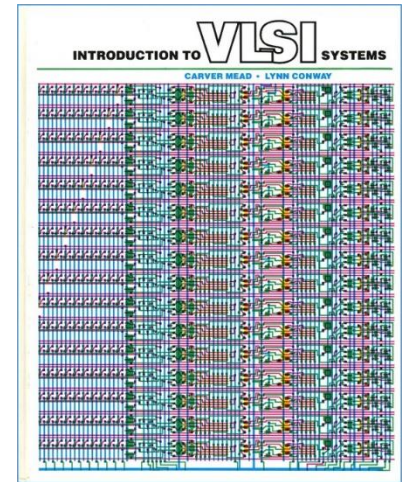 INTRODUCTION TO VLSI SYSTEMS
CARVER MEAD • LYNN CONWAY